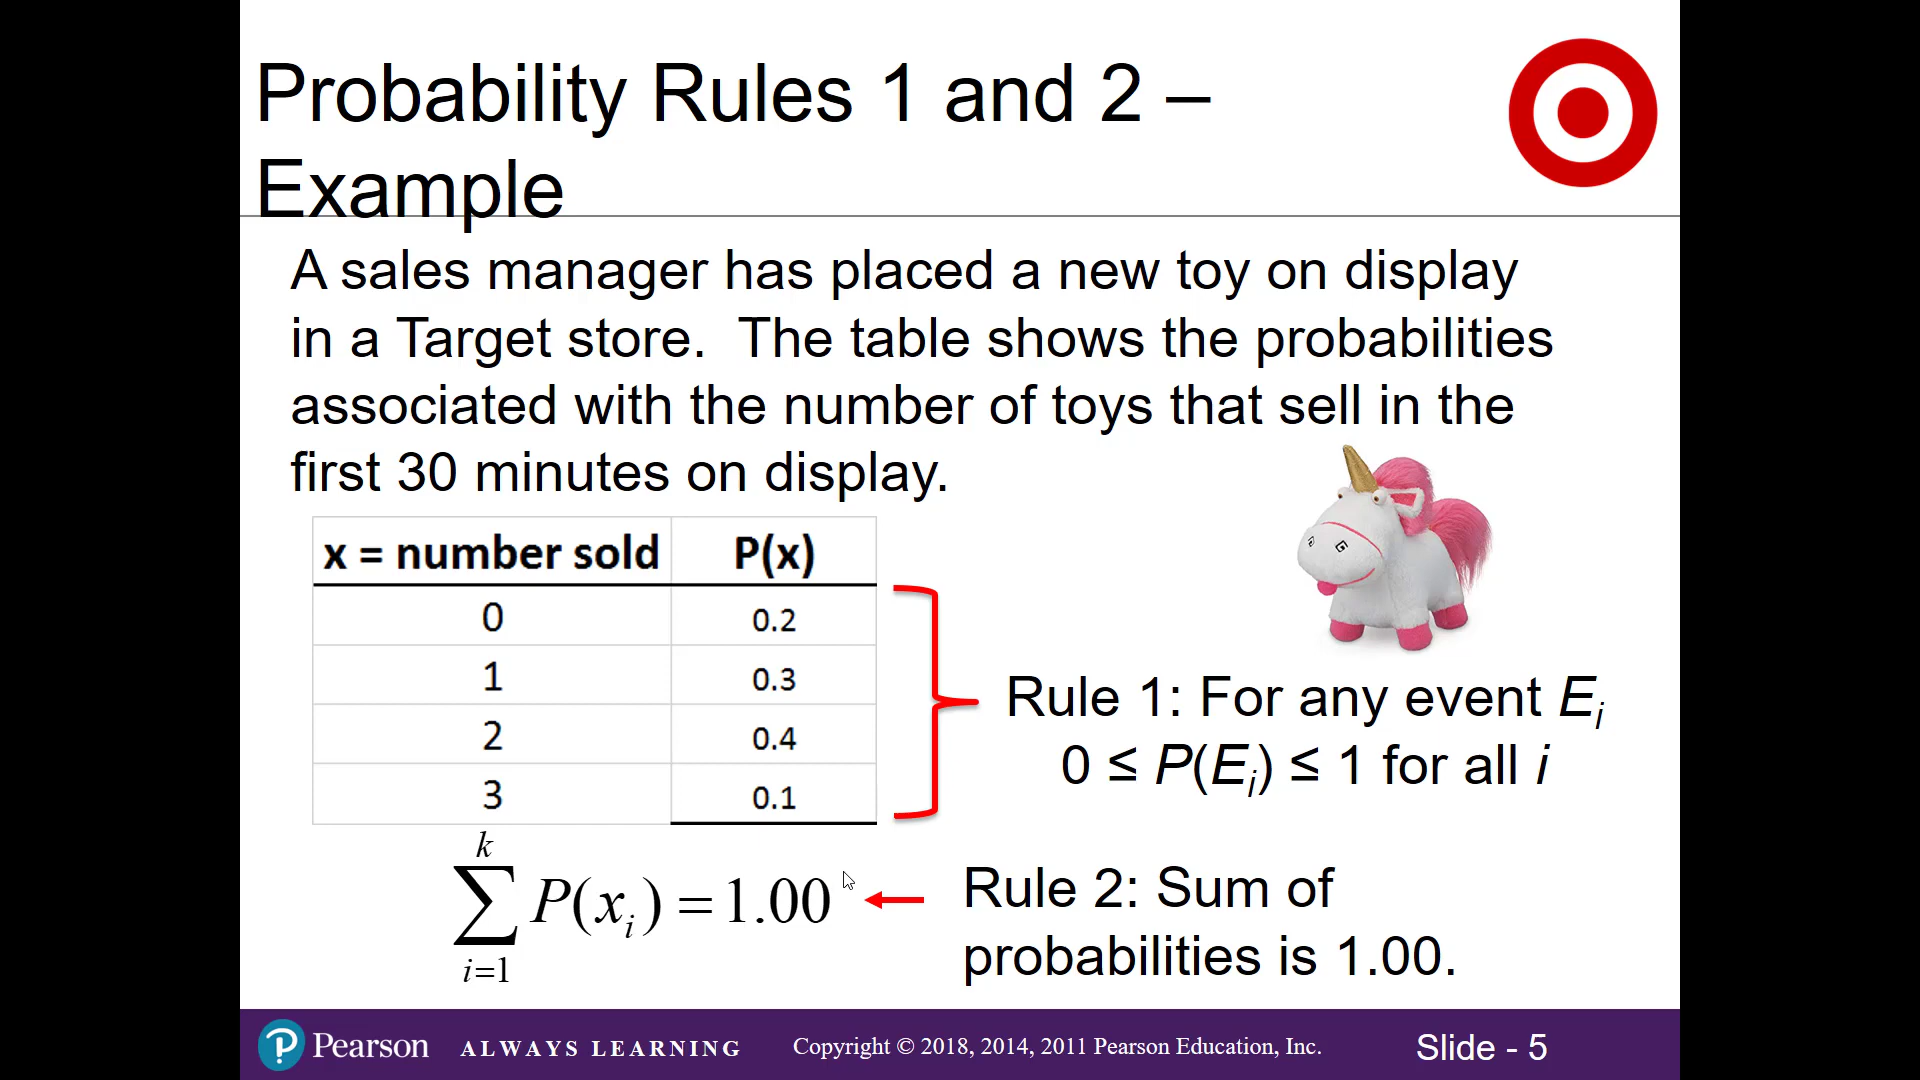 Probability Rules 1 and 2 –
Example
A sales manager has placed a new toy on display
in a Target store.  The table shows the probabilities
associated with the number of toys that sell in the
first 30 minutes on display.
x = number sold P(x)
0 0.2
1 0.3
2 0.4
3 0.1
Rule 1: For any event Eᵢ
0 ≤ P(Eᵢ) ≤ 1 for all i
k
∑ P(xᵢ) = 1.00
i=1
Rule 2: Sum of
probabilities is 1.00.
Pearson
ALWAYS LEARNING
Copyright © 2018, 2014, 2011 Pearson Education, Inc.
Slide - 5